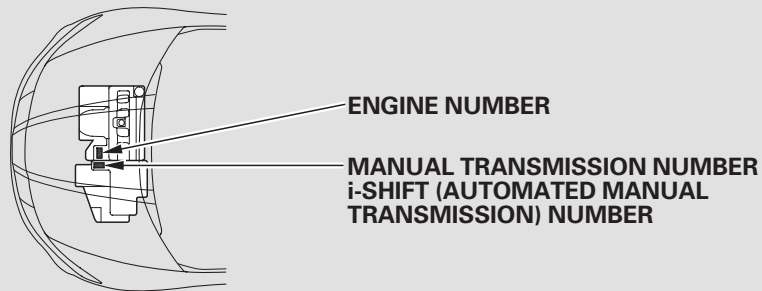 ENGINE NUMBER
MANUAL TRANSMISSION NUMBER
i-SHIFT (AUTOMATED MANUAL
TRANSMISSION) NUMBER